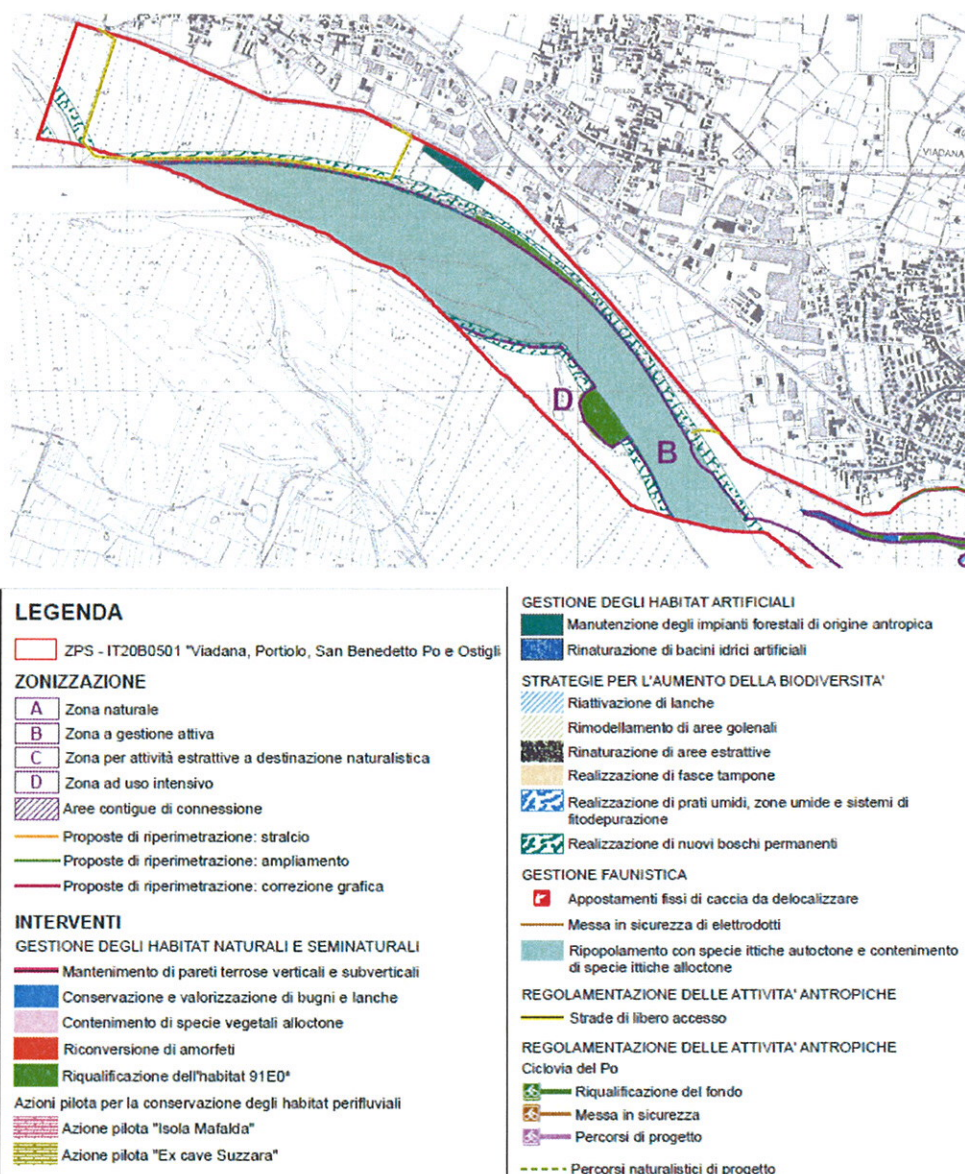 Cogozzo
VIADANA
D
B
LEGENDA
ZPS - IT20B0501 "Viadana, Portiolo, San Benedetto Po e Ostigli
ZONIZZAZIONE
A Zona naturale
B Zona a gestione attiva
C Zona per attività estrattive a destinazione naturalistica
D Zona ad uso intensivo
Aree contigue di connessione
Proposte di riperimetrazione: stralcio
Proposte di riperimetrazione: ampliamento
Proposte di riperimetrazione: correzione grafica
INTERVENTI
GESTIONE DEGLI HABITAT NATURALI E SEMINATURALI
Mantenimento di pareti terrose verticali e subverticali
Conservazione e valorizzazione di bugni e lanche
Contenimento di specie vegetali alloctone
Riconversione di amorfeti
Riqualificazione dell'habitat 91E0*
Azioni pilota per la conservazione degli habitat perifluviali
Azione pilota "Isola Mafalda"
Azione pilota "Ex cave Suzzara"
GESTIONE DEGLI HABITAT ARTIFICIALI
Manutenzione degli impianti forestali di origine antropica
Rinaturazione di bacini idrici artificiali
STRATEGIE PER L'AUMENTO DELLA BIODIVERSITA'
Riattivazione di lanche
Rimodellamento di aree golenali
Rinaturazione di aree estrattive
Realizzazione di fasce tampone
Realizzazione di prati umidi, zone umide e sistemi di
fitodepurazione
Realizzazione di nuovi boschi permanenti
GESTIONE FAUNISTICA
Appostamenti fissi di caccia da delocalizzare
Messa in sicurezza di elettrodotti
Ripopolamento con specie ittiche autoctone e contenimento
di specie ittiche alloctone
REGOLAMENTAZIONE DELLE ATTIVITA' ANTROPICHE
Strade di libero accesso
REGOLAMENTAZIONE DELLE ATTIVITA' ANTROPICHE
Ciclovia del Po
Riqualificazione del fondo
Messa in sicurezza
Percorsi di progetto
Percorsi naturalistici di progetto